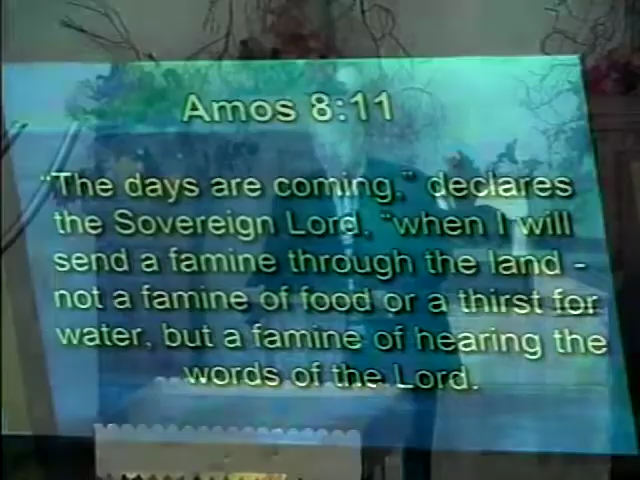 Amos 8:11
"The days are coming," declares
the Sovereign Lord, "when I will
send a famine through the land -
not a famine of food or a thirst for
water, but a famine of hearing the
words of the Lord.